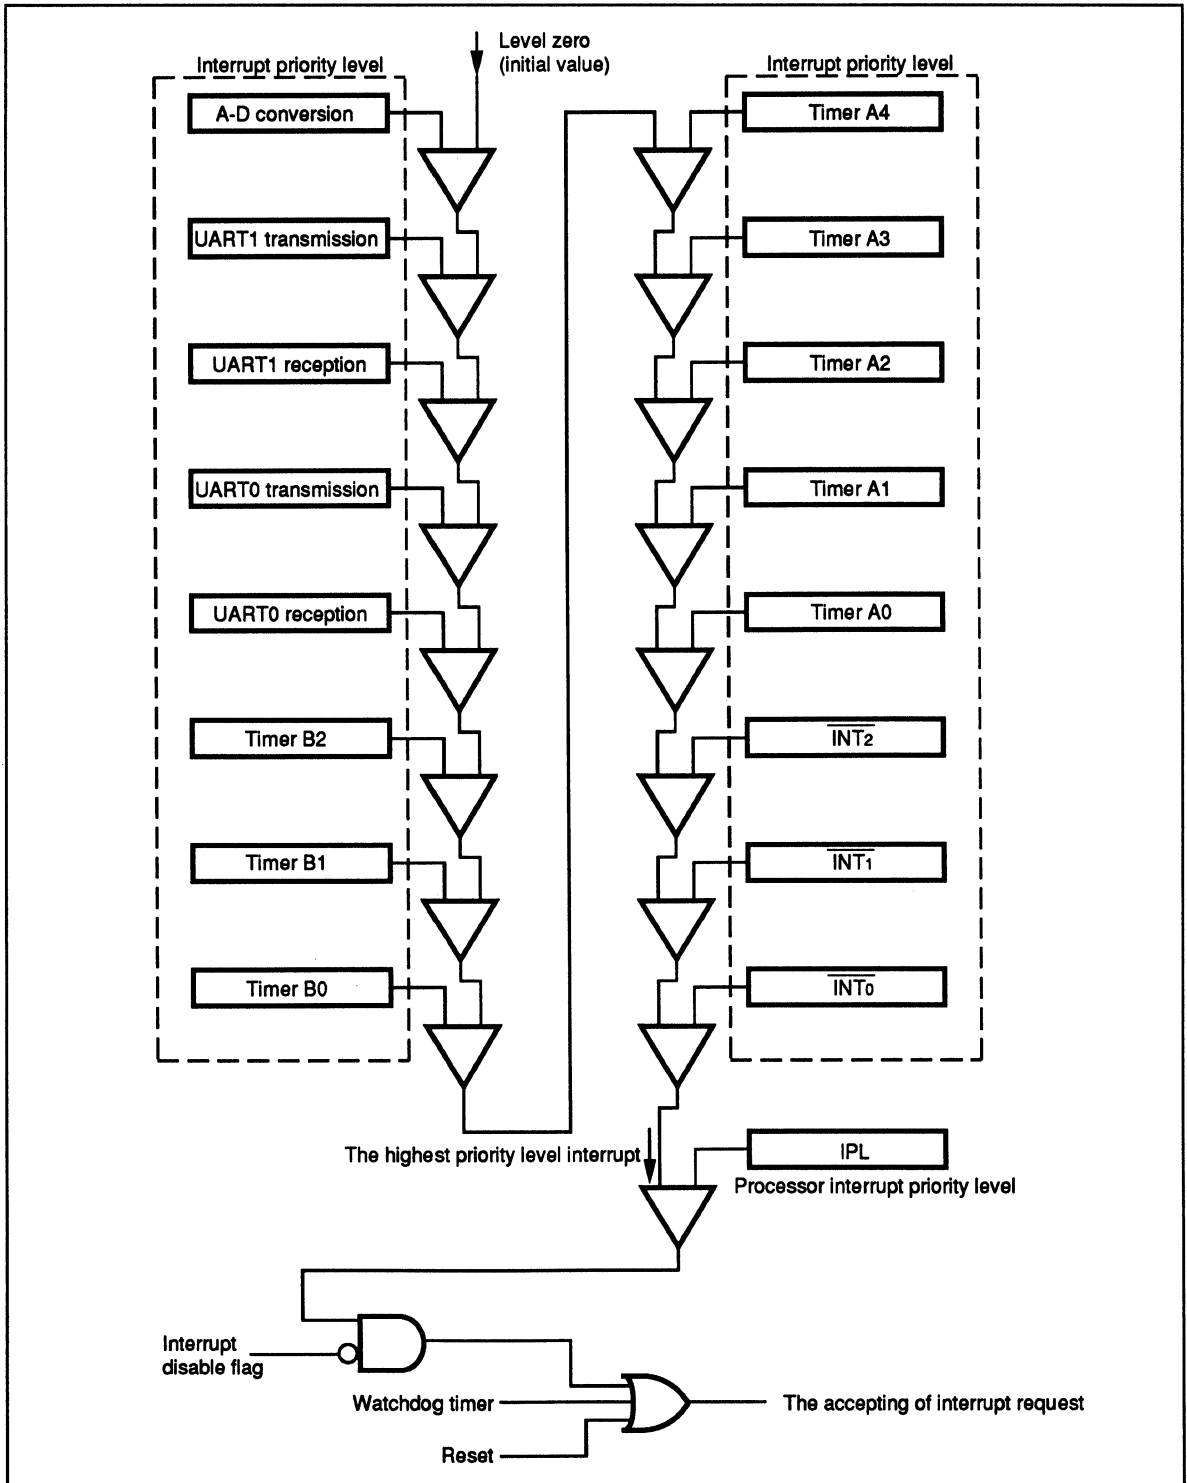 Level zero
(initial value)
Interrupt priority level
A-D conversion
UART1 transmission
UART1 reception
UART0 transmission
UART0 reception
Timer B2
Timer B1
Timer B0
Interrupt priority level
Timer A4
Timer A3
Timer A2
Timer A1
Timer A0
INT2
INT1
INT0
The highest priority level interrupt
IPL
Processor interrupt priority level
Interrupt
disable flag
Watchdog timer
Reset
The accepting of interrupt request